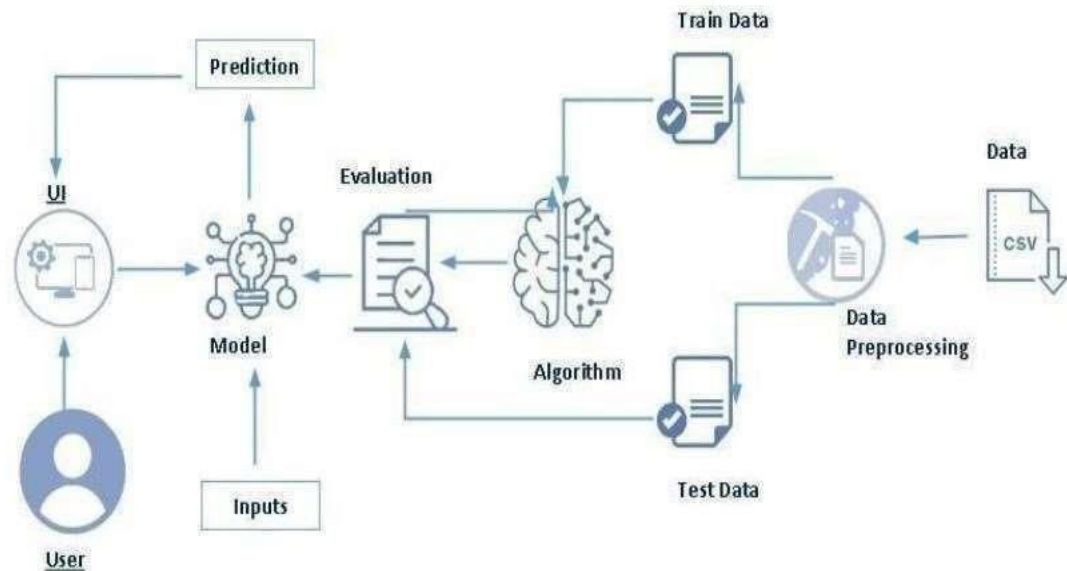 Train Data
Prediction
Data
Evaluation
UI
CSV
Model
Data
Preprocessing
Algorithm
Test Data
Inputs
User